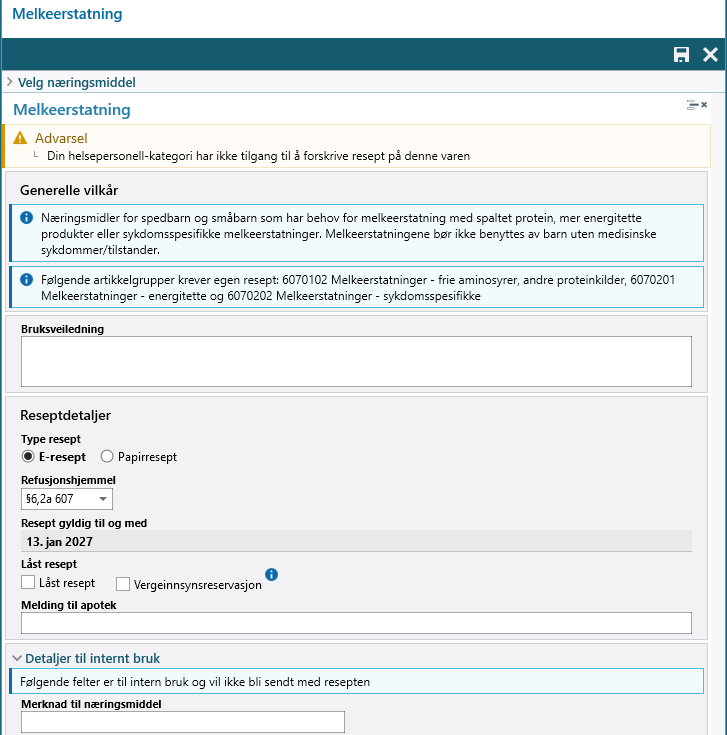 Melkeerstatning
Velg næringsmiddel
Melkeerstatning
Advarsel
Din helsepersonell-kategori har ikke tilgang til å forskrive resept på denne varen
Generelle vilkår
Næringsmidler for spedbarn og småbarn som har behov for melkeerstatning med spaltet protein, mer energitette
produkter eller sykdomsspesifikke melkeerstatninger. Melkeerstatningene bør ikke benyttes av barn uten medisinske
sykdommer/tilstander.
Følgende artikkelgrupper krever egen resept: 6070102 Melkeerstatninger - frie aminosyrer, andre proteinkilder, 6070201
Melkeerstatninger - energitette og 6070202 Melkeerstatninger - sykdomsspesifikke
Bruksveiledning
Reseptdetaljer
Type resept
E-resept Papirresept
Refusjonshjemmel
§6,2a 607
Resept gyldig til og med
13. jan 2027
Låst resept
Låst resept Vergeinnsynsreservasjon
Melding til apotek
Detaljer til internt bruk
Følgende felter er til intern bruk og vil ikke bli sendt med resepten
Merknad til næringsmiddel